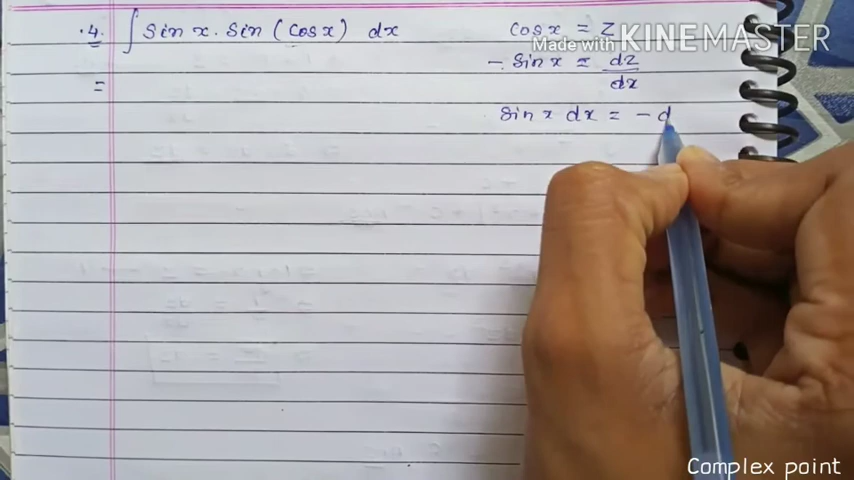 .4. ∫ Sin x . Sin (Cos x) dx
Cos x = Z
Made with KINEMASTER
- Sin x = dz/dx
=
Sin x dx = - d
Complex point